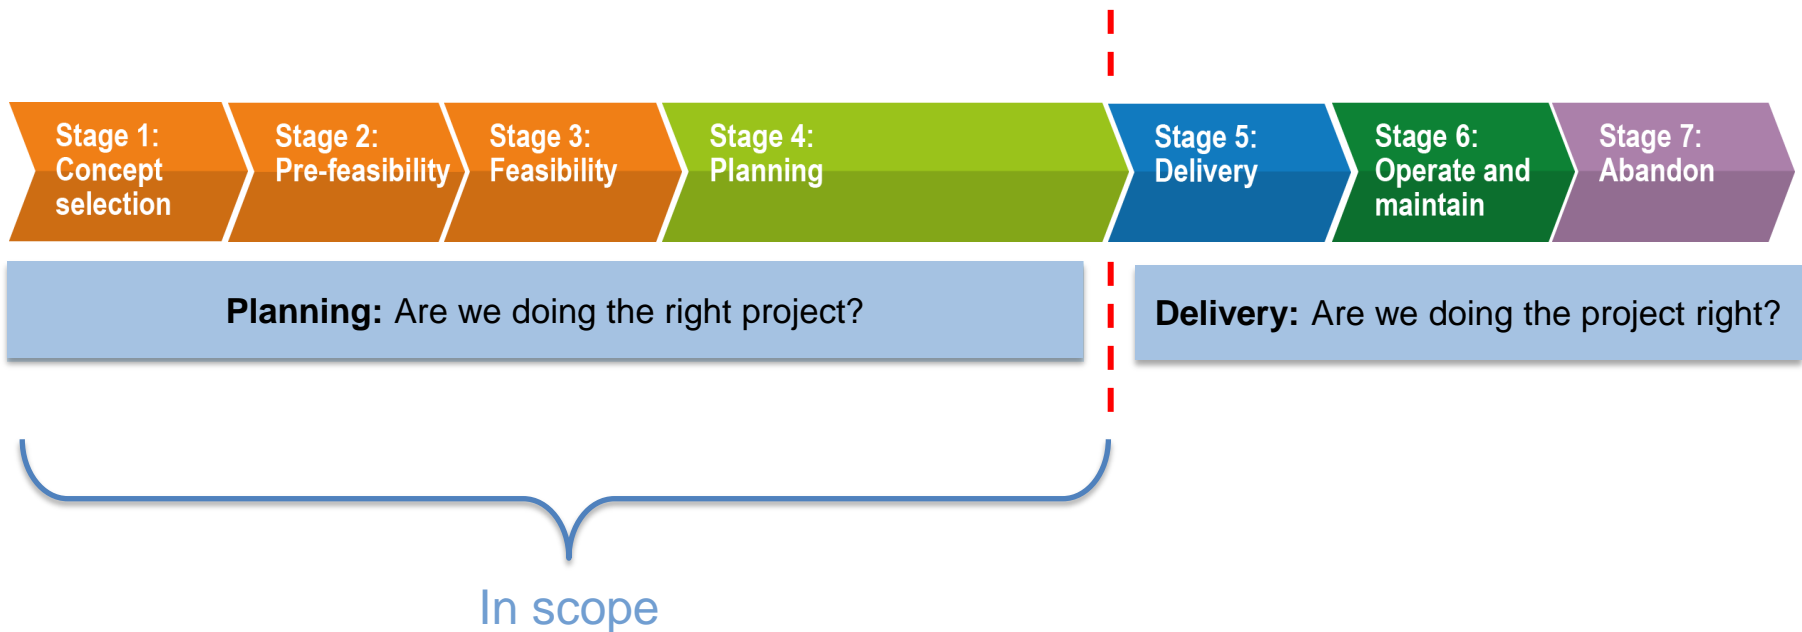 Stage 1:
Concept
selection
Stage 2:
Pre-feasibility
Stage 3:
Feasibility
Stage 4:
Planning
Stage 5:
Delivery
Stage 6:
Operate and
maintain
Stage 7:
Abandon
Planning: Are we doing the right project?
Delivery: Are we doing the project right?
In scope